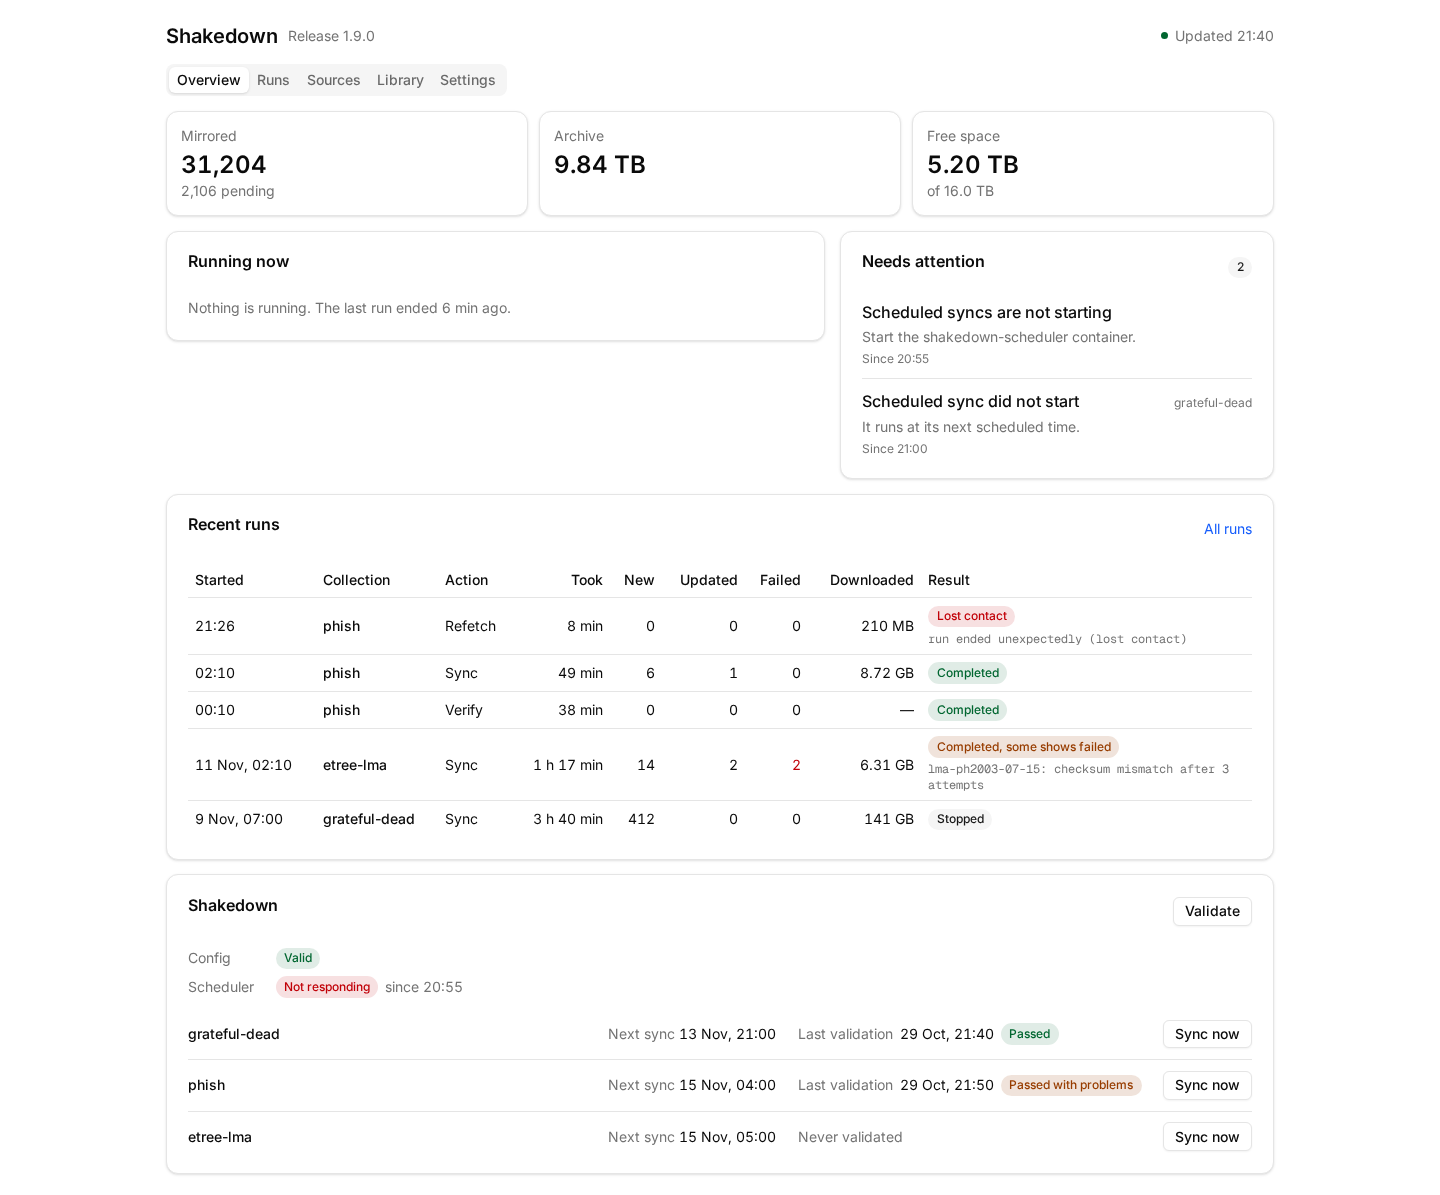 Shakedown Release 1.9.0
Updated 21:40
Overview Runs Sources Library Settings
Mirrored
31,204
2,106 pending
Archive
9.84 TB
Free space
5.20 TB
of 16.0 TB
Running now
Nothing is running. The last run ended 6 min ago.
Needs attention
2
Scheduled syncs are not starting
Start the shakedown-scheduler container.
Since 20:55
Scheduled sync did not start grateful-dead
It runs at its next scheduled time.
Since 21:00
Recent runs
All runs
Started Collection Action Took New Updated Failed Downloaded Result
21:26 phish Refetch 8 min 0 0 0 210 MB Lost contact
run ended unexpectedly (lost contact)
02:10 phish Sync 49 min 6 1 0 8.72 GB Completed
00:10 phish Verify 38 min 0 0 0 — Completed
11 Nov, 02:10 etree-lma Sync 1 h 17 min 14 2 2 6.31 GB Completed, some shows failed
lma-ph2003-07-15: checksum mismatch after 3
attempts
9 Nov, 07:00 grateful-dead Sync 3 h 40 min 412 0 0 141 GB Stopped
Shakedown
Validate
Config Valid
Scheduler Not responding since 20:55
grateful-dead Next sync 13 Nov, 21:00 Last validation 29 Oct, 21:40 Passed Sync now
phish Next sync 15 Nov, 04:00 Last validation 29 Oct, 21:50 Passed with problems Sync now
etree-lma Next sync 15 Nov, 05:00 Never validated Sync now